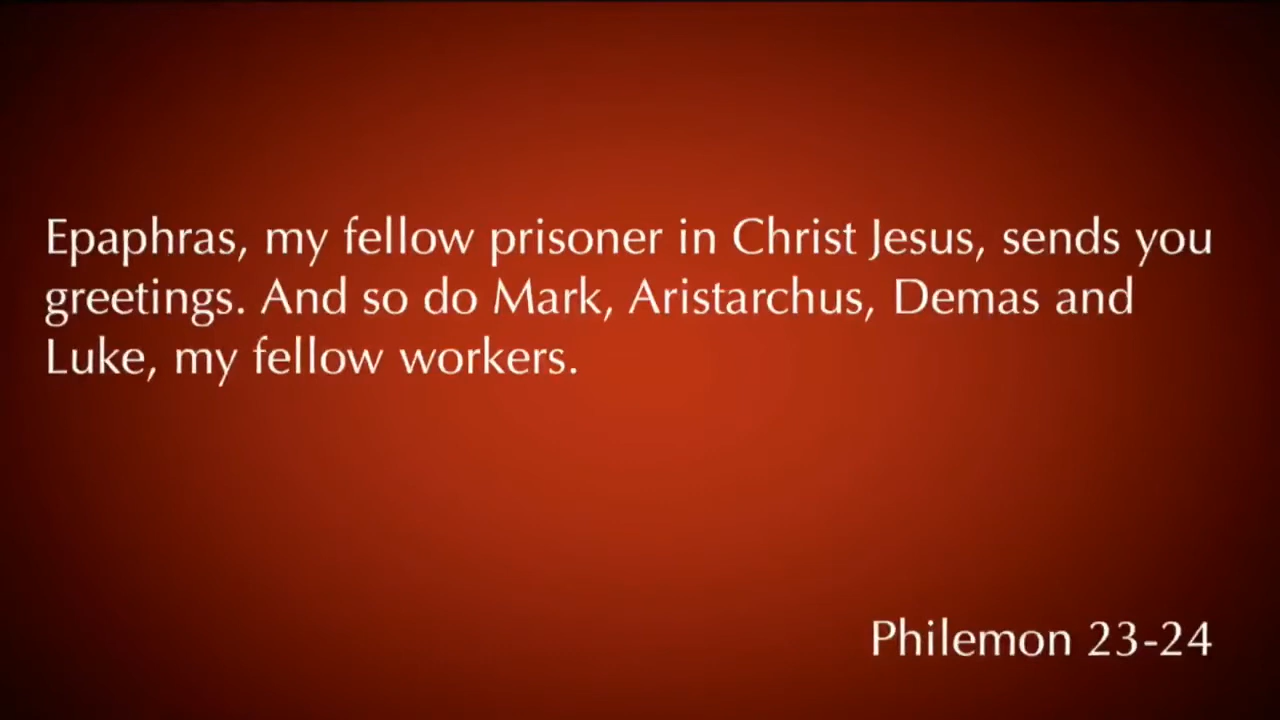 Epaphras, my fellow prisoner in Christ Jesus, sends you
greetings. And so do Mark, Aristarchus, Demas and
Luke, my fellow workers.
Philemon 23-24